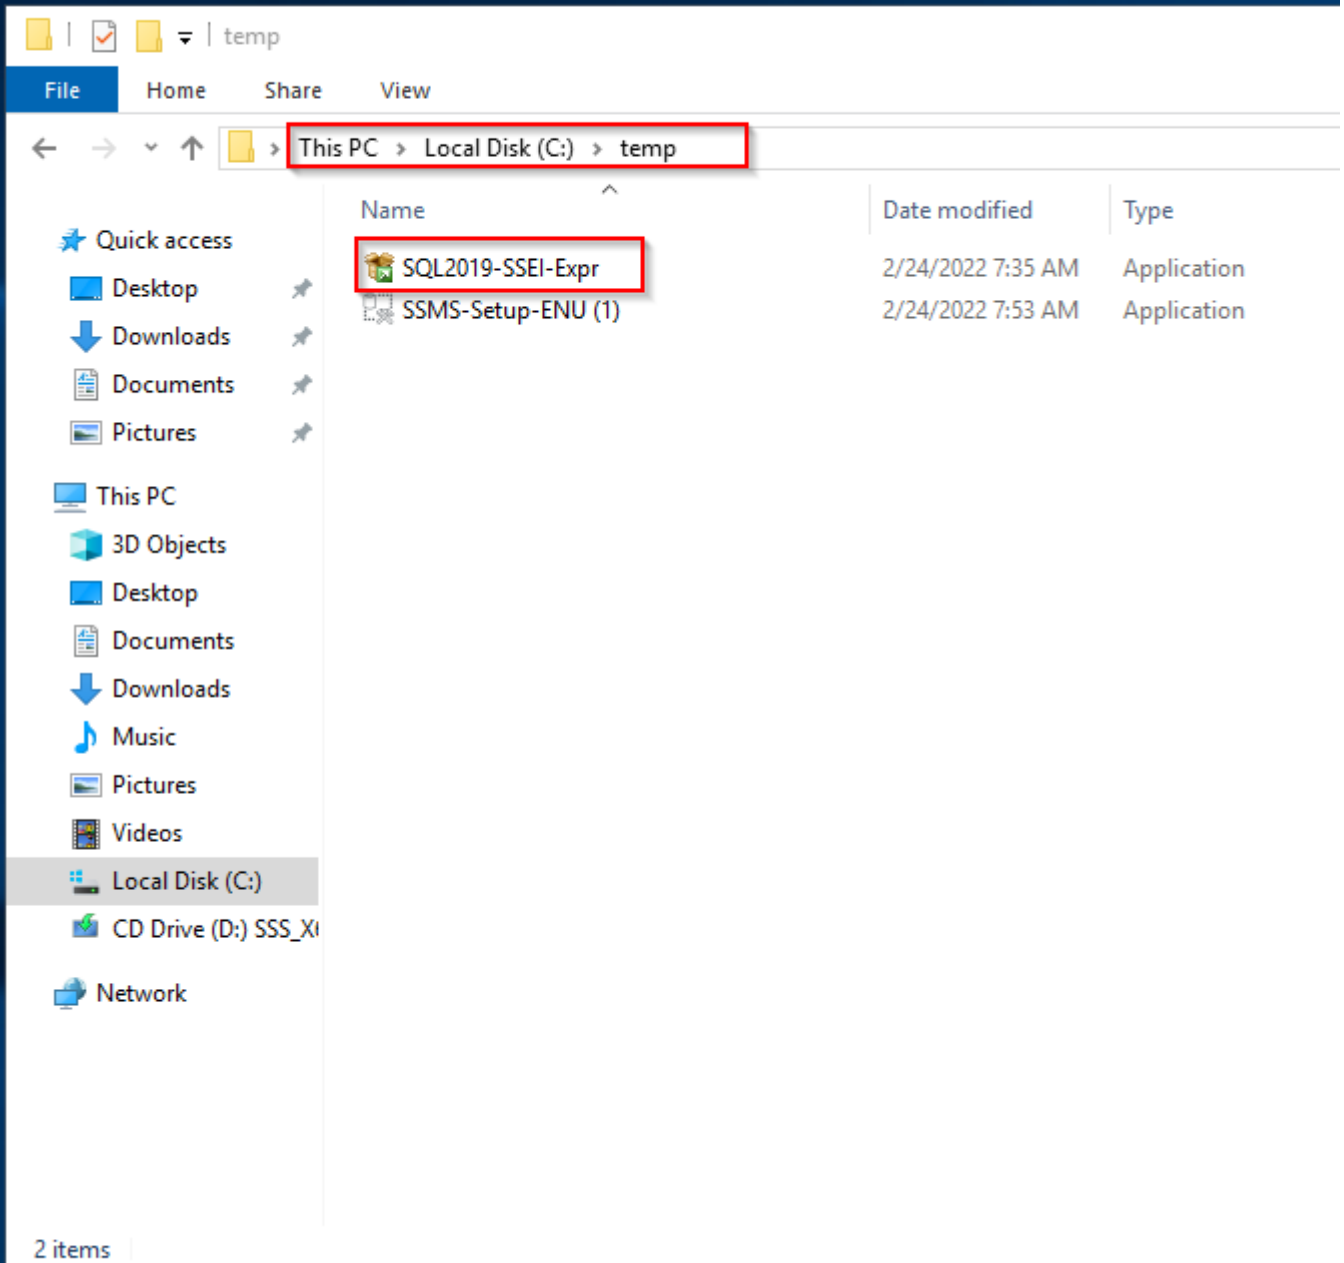 temp
File Home Share View
This PC > Local Disk (C:) > temp
Name Date modified Type
Quick access
SQL2019-SSEI-Expr 2/24/2022 7:35 AM Application
Desktop
SSMS-Setup-ENU (1) 2/24/2022 7:53 AM Application
Downloads
Documents
Pictures
This PC
3D Objects
Desktop
Documents
Downloads
Music
Pictures
Videos
Local Disk (C:)
CD Drive (D:) SSS_X
Network
2 items